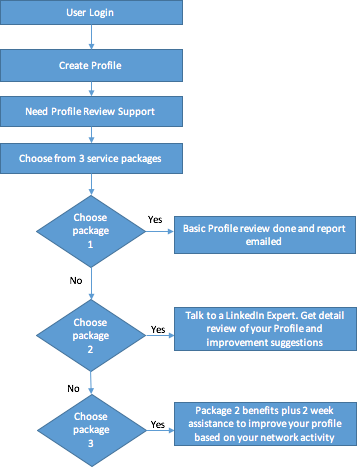 User Login
Create Profile
Need Profile Review Support
Choose from 3 service packages
Choose
package
1
Yes
Basic Profile review done and report
emailed
No
Choose
package
2
Yes
Talk to a LinkedIn Expert. Get detail
review of your Profile and
improvement suggestions
No
Choose
package
3
Yes
Package 2 benefits plus 2 week
assistance to improve your profile
based on your network activity